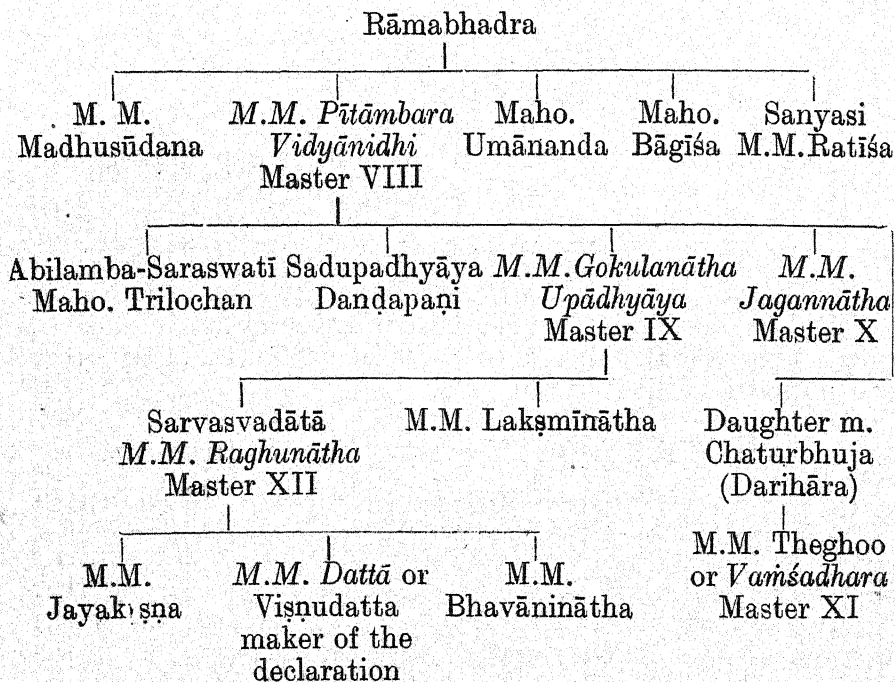 Rāmabhadra
M. M. M.M. Pītāmbara Maho. Maho. Sanyasi
Madhusūdana Vidyānidhi Umānanda Bāgīśa M.M. Ratīśa
Master VIII
Abilamba-Saraswatī Sadupadhyāya M.M. Gokulanātha M.M.
Maho. Trilochan Daṇḍapaṇi Upādhyāya Jagannātha
Master IX Master X
Sarvasvadātā M.M. Lakṣmīnātha Daughter m.
M.M. Raghunātha Chaturbhuja
Master XII (Darihāra)
M.M. M.M. Dattā or M.M. M.M. Theghoo
Viṣṇudatta Bhavāninātha or Vaṁśadhara
maker of the Master XI
declaration